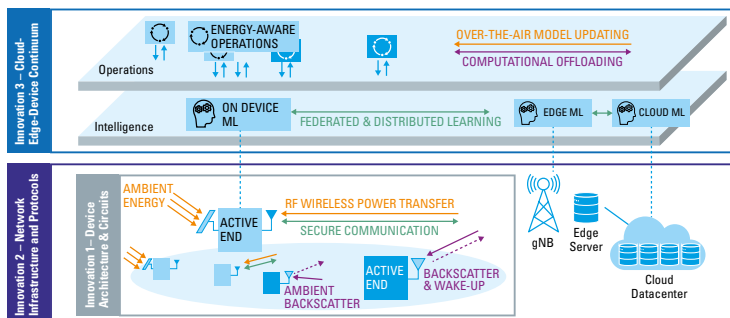 Innovation 3 – Cloud-
Edge-Device Continuum
ENERGY-AWARE
OPERATIONS
OVER-THE-AIR MODEL UPDATING
COMPUTATIONAL OFFLOADING
Operations
ON DEVICE
ML
FEDERATED & DISTRIBUTED LEARNING
EDGE ML
CLOUD ML
Intelligence
Innovation 2 – Network
Infrastructure and Protocols
Innovation 1– Device
Architecture & Circuits
AMBIENT
ENERGY
ACTIVE
END
RF WIRELESS POWER TRANSFER
SECURE COMMUNICATION
AMBIENT
BACKSCATTER
ACTIVE
END
BACKSCATTER
& WAKE-UP
gNB
Edge
Server
Cloud
Datacenter